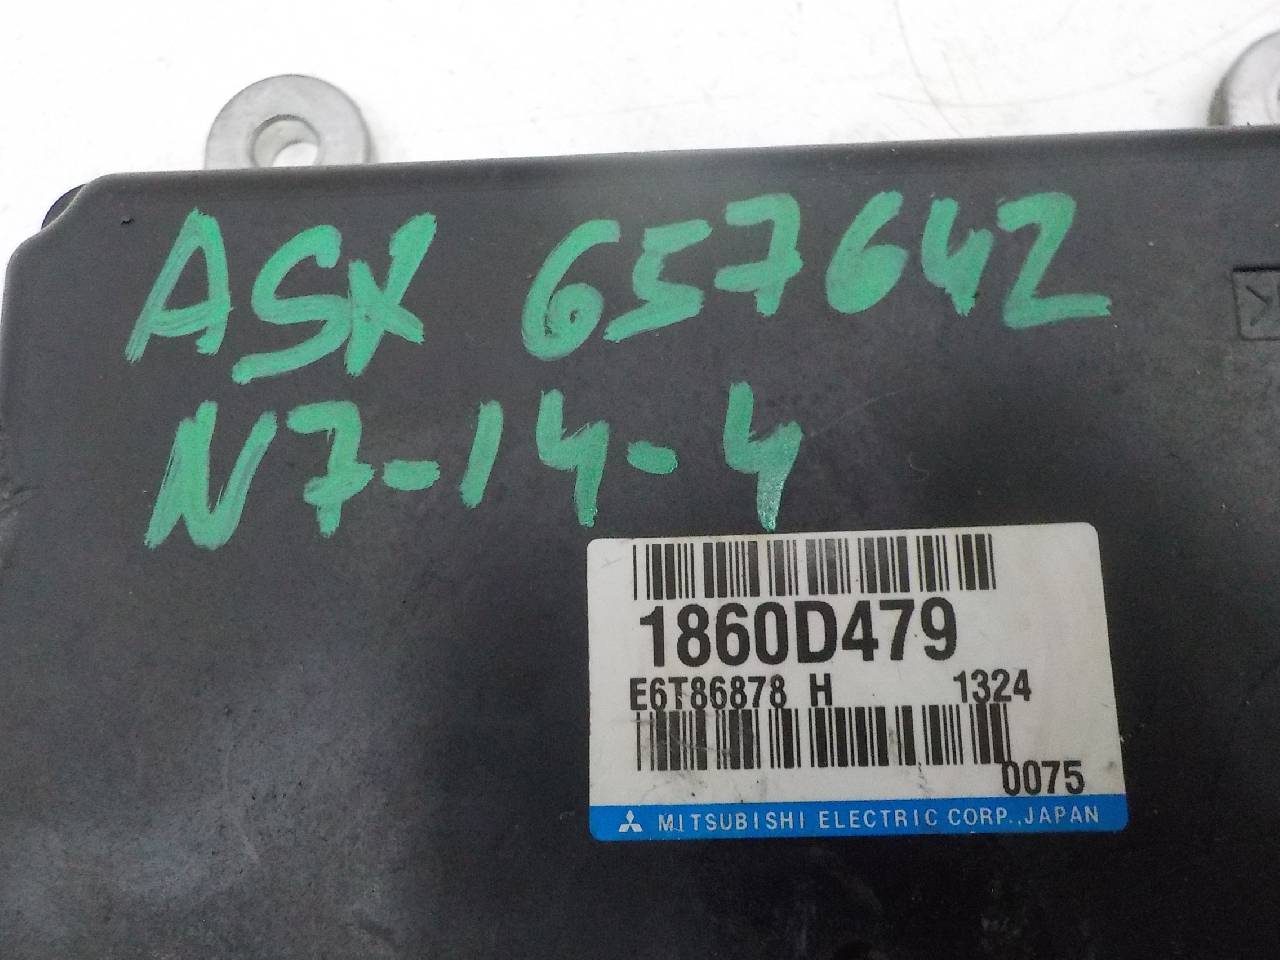 ASX 657642
N7-14-4
1860D479
E6T86878 H 1324
0075
MITSUBISHI ELECTRIC CORP., JAPAN